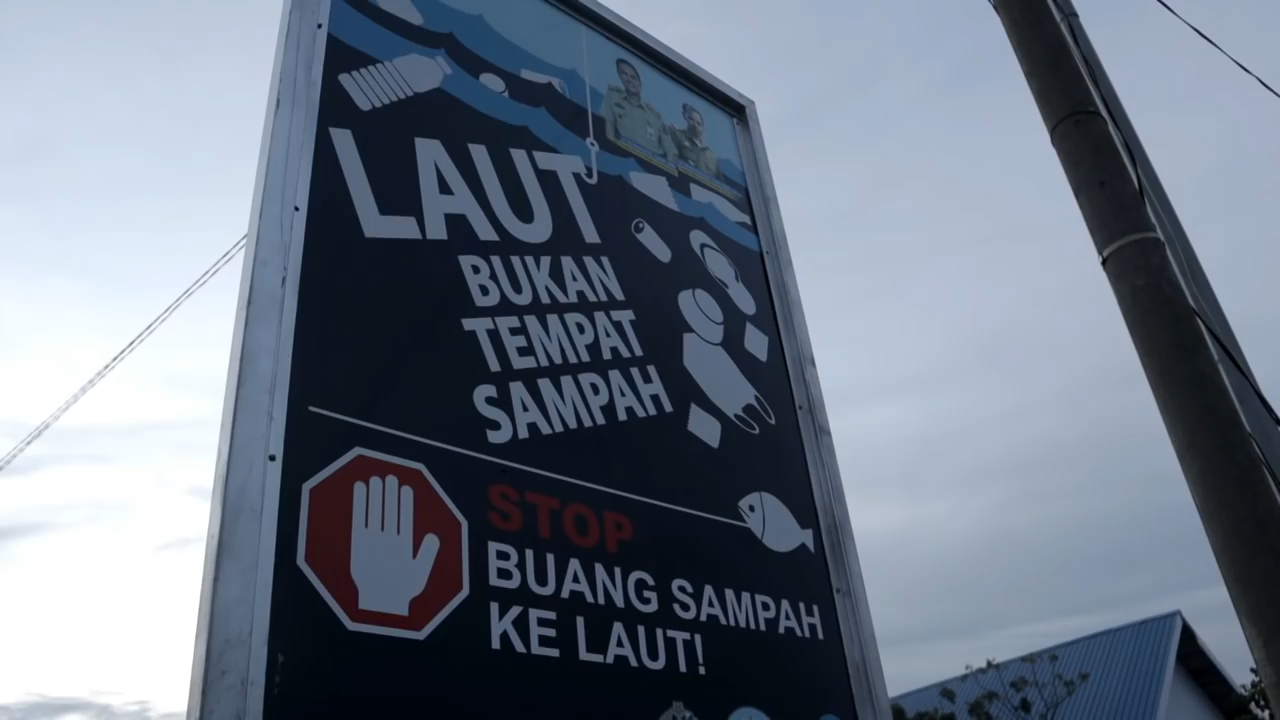 LAUT
BUKAN
TEMPAT
SAMPAH
STOP
BUANG SAMPAH
KE LAUT!